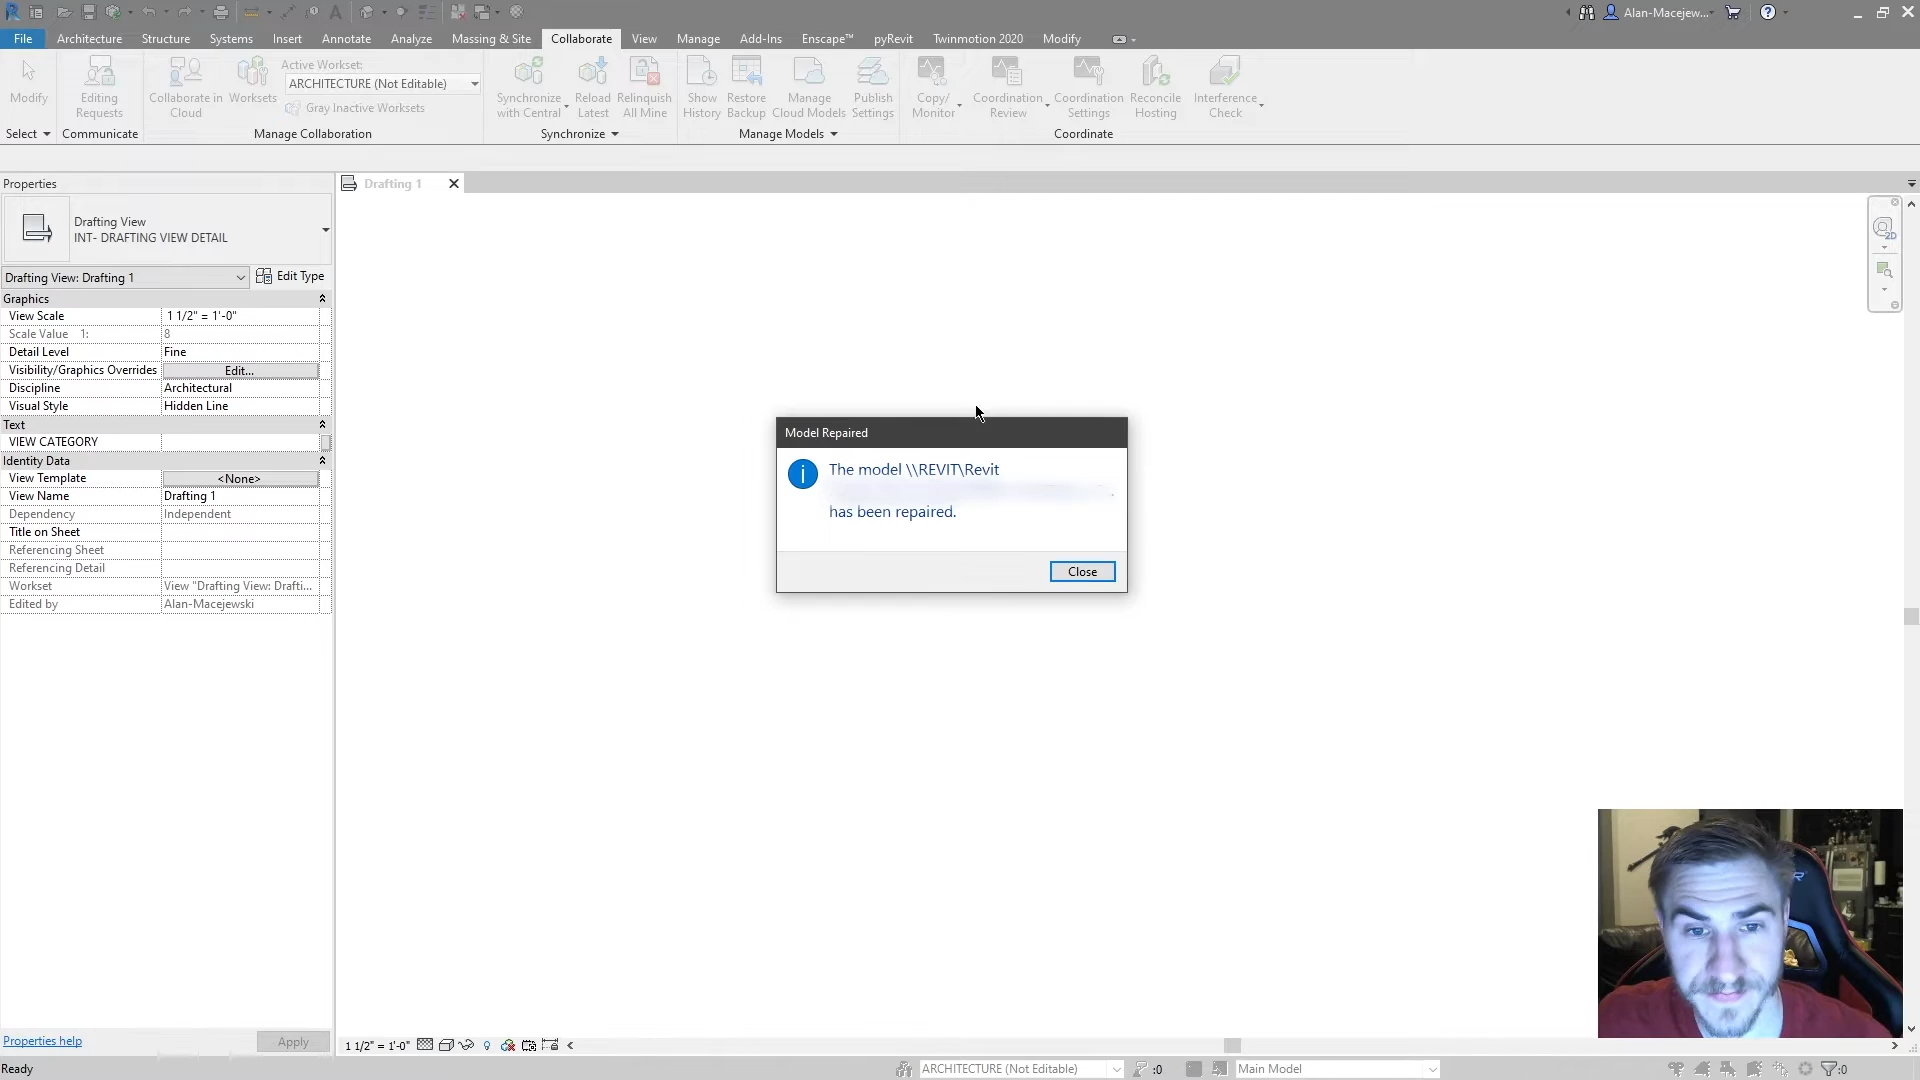 Alan-Macejew...
File Architecture Structure Systems Insert Annotate Analyze Massing & Site Collaborate View Manage Add-Ins Enscape™ pyRevit Twinmotion 2020 Modify
Modify
Select
Editing Requests
Communicate
Collaborate in Cloud
Worksets
Active Workset:
ARCHITECTURE (Not Editable)
Gray Inactive Worksets
Manage Collaboration
Synchronize with Central
Reload Latest
Relinquish All Mine
Synchronize
Show History
Restore Backup
Manage Cloud Models
Publish Settings
Manage Models
Copy/ Monitor
Coordination Review
Coordination Settings
Reconcile Hosting
Interference Check
Coordinate
Properties
Drafting 1
Drafting View
INT- DRAFTING VIEW DETAIL
Drafting View: Drafting 1
Edit Type
Graphics
View Scale 1 1/2" = 1'-0"
Scale Value 1: 8
Detail Level Fine
Visibility/Graphics Overrides Edit...
Discipline Architectural
Visual Style Hidden Line
Text
VIEW CATEGORY
Identity Data
View Template <None>
View Name Drafting 1
Dependency Independent
Title on Sheet
Referencing Sheet
Referencing Detail
Workset View "Drafting View: Drafti...
Edited by Alan-Macejewski
2D
Model Repaired
The model \\REVIT\Revit
has been repaired.
Close
Properties help
Apply
1 1/2" = 1'-0"
Ready
ARCHITECTURE (Not Editable)
:0
Main Model
:0